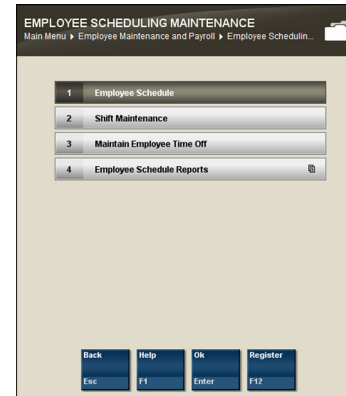 EMPLOYEE SCHEDULING MAINTENANCE
Main Menu ▸ Employee Maintenance and Payroll ▸ Employee Schedulin...
1 Employee Schedule
2 Shift Maintenance
3 Maintain Employee Time Off
4 Employee Schedule Reports
Back Help Ok Register
Esc F1 Enter F12